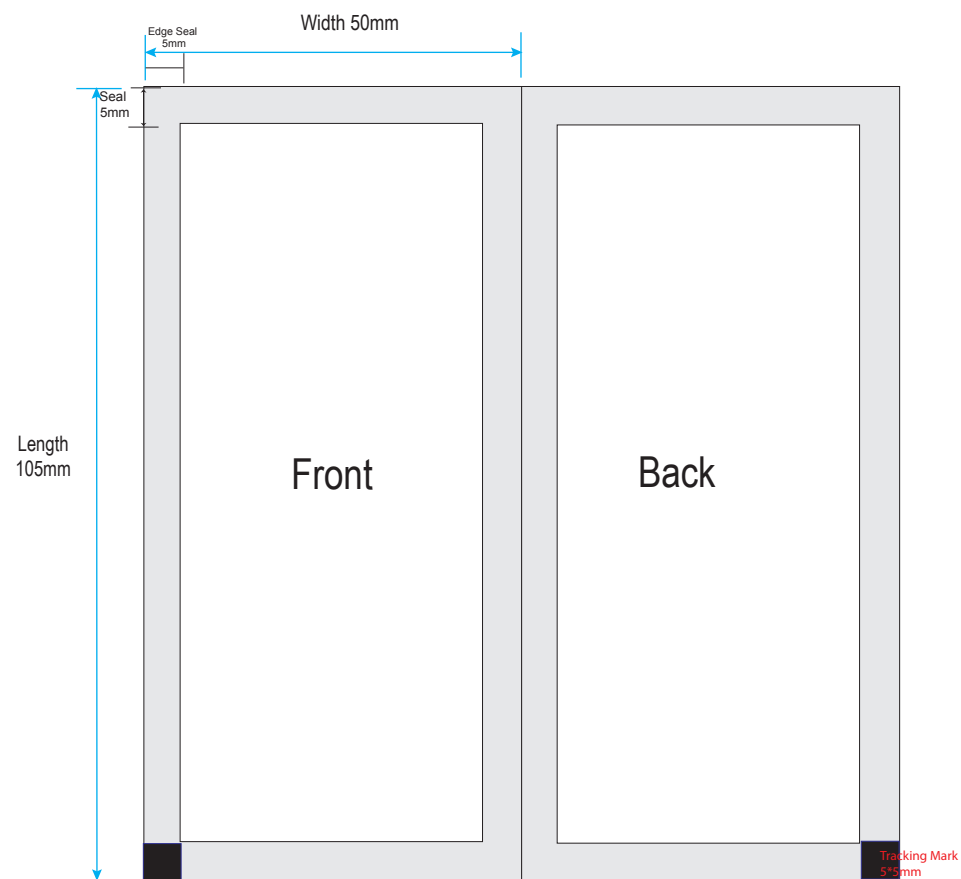 Width 50mm
Edge Seal
5mm
Seal
5mm
Length
105mm
Front
Back
Tracking Mark
5*5mm